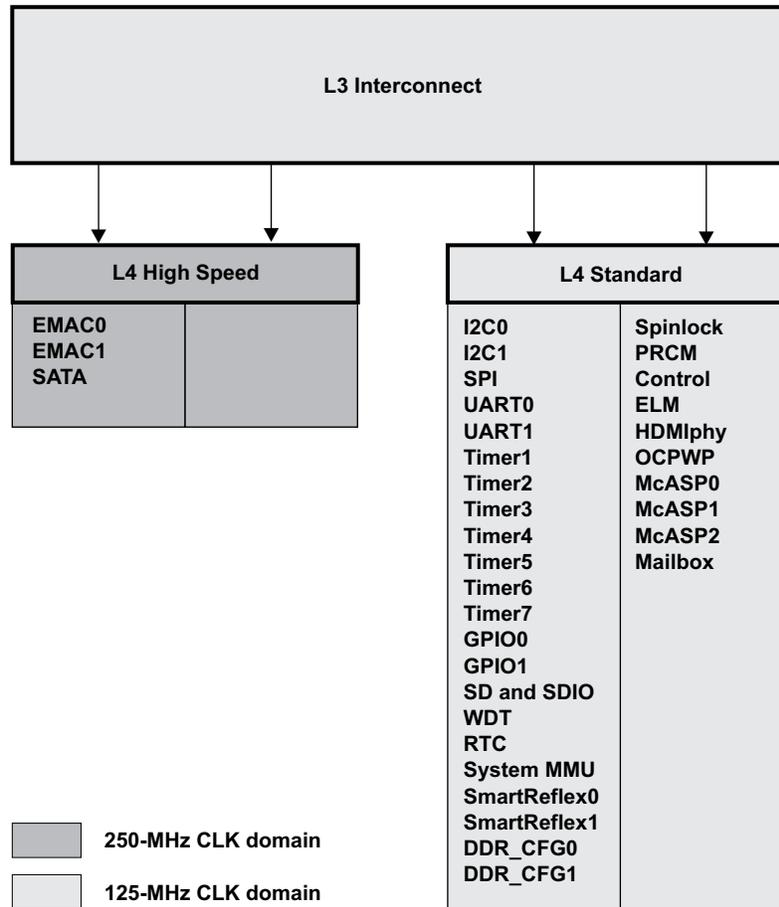 L3 Interconnect
L4 High Speed
EMAC0
EMAC1
SATA
L4 Standard
I2C0
I2C1
SPI
UART0
UART1
Timer1
Timer2
Timer3
Timer4
Timer5
Timer6
Timer7
GPIO0
GPIO1
SD and SDIO
WDT
RTC
System MMU
SmartReflex0
SmartReflex1
DDR_CFG0
DDR_CFG1
Spinlock
PRCM
Control
ELM
HDMIphy
OCPWP
McASP0
McASP1
McASP2
Mailbox
250-MHz CLK domain
125-MHz CLK domain